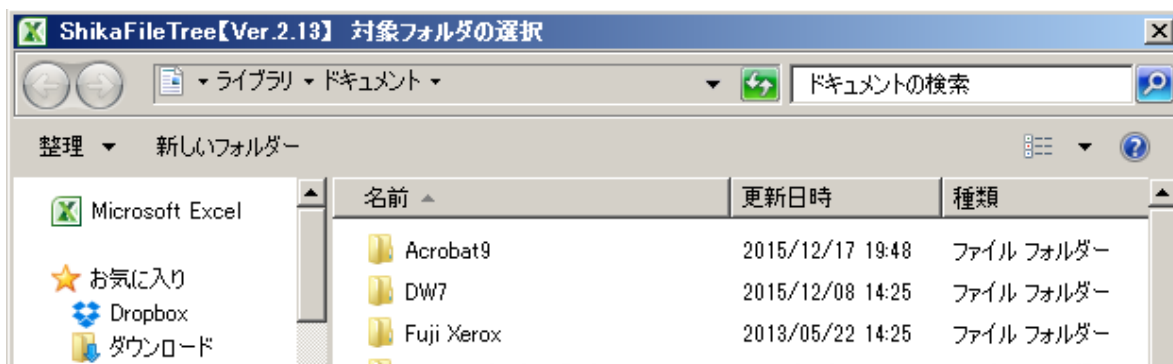 ShikaFileTree【Ver.2.13】 対象フォルダの選択
ライブラリ ドキュメント ドキュメントの検索
整理 新しいフォルダー
Microsoft Excel
お気に入り
Dropbox
ダウンロード
名前 更新日時 種類
Acrobat9 2015/12/17 19:48 ファイル フォルダー
DW7 2015/12/08 14:25 ファイル フォルダー
Fuji Xerox 2013/05/22 14:25 ファイル フォルダー